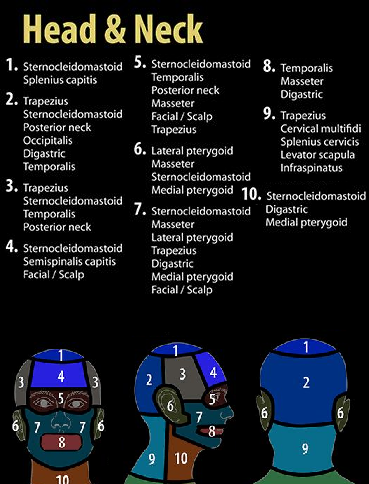 Head & Neck
1. Sternocleidomastoid
Splenius capitis
2. Trapezius
Sternocleidomastoid
Posterior neck
Occipitalis
Digastric
Temporalis
3. Trapezius
Sternocleidomastoid
Temporalis
Posterior neck
4. Sternocleidomastoid
Semispinalis capitis
Facial / Scalp
5. Sternocleidomastoid
Temporalis
Posterior neck
Masseter
Facial / Scalp
Trapezius
6. Lateral pterygoid
Masseter
Sternocleidomastoid
Medial pterygoid
7. Sternocleidomastoid
Masseter
Lateral pterygoid
Trapezius
Digastric
Medial pterygoid
Facial / Scalp
8. Temporalis
Masseter
Digastric
9. Trapezius
Cervical multifidi
Splenius cervicis
Levator scapula
Infraspinatus
10. Sternocleidomastoid
Digastric
Medial pterygoid
1
3 4 3
5
6 7 7 6
8
10
1
2 3 4
5
6 7
8
9 10
1
2
6 6
9